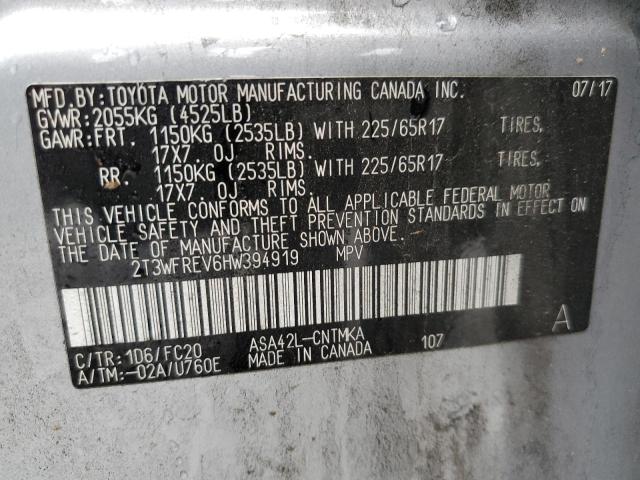 MFD.BY:TOYOTA MOTOR MANUFACTURING CANADA INC. 07/17
GVWR:2055KG (4525LB)
GAWR:FRT. 1150KG (2535LB) WITH 225/65R17 TIRES,
17X7.0J RIMS.
RR. 1150KG (2535LB) WITH 225/65R17 TIRES,
17X7.0J RIMS.
THIS VEHICLE CONFORMS TO ALL APPLICABLE FEDERAL MOTOR
VEHICLE SAFETY AND THEFT PREVENTION STANDARDS IN EFFECT ON
THE DATE OF MANUFACTURE SHOWN ABOVE.
2T3WFREV6HW394919 MPV
C/TR:1D6/FC20 ASA42L-CNTMKA 107 A
A/TM:-02A/U760E MADE IN CANADA